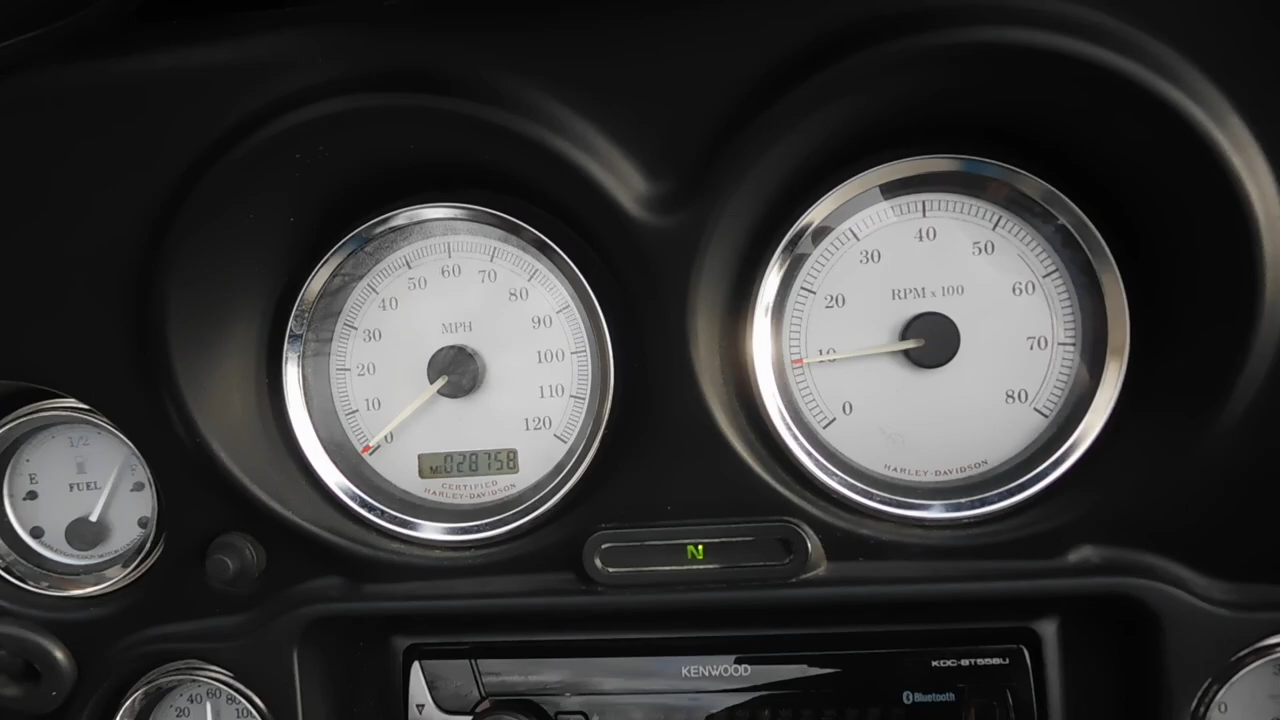 0 10 20 30 40 50 60 70 80 90 100 110 120
MPH
MI 028758
CERTIFIED
HARLEY-DAVIDSON
0 10 20 30 40 50 60 70 80
RPM x 100
HARLEY-DAVIDSON
1/2
E
FUEL
N
KENWOOD
KDC-BT558U
Bluetooth
20 40 60 80 100
0